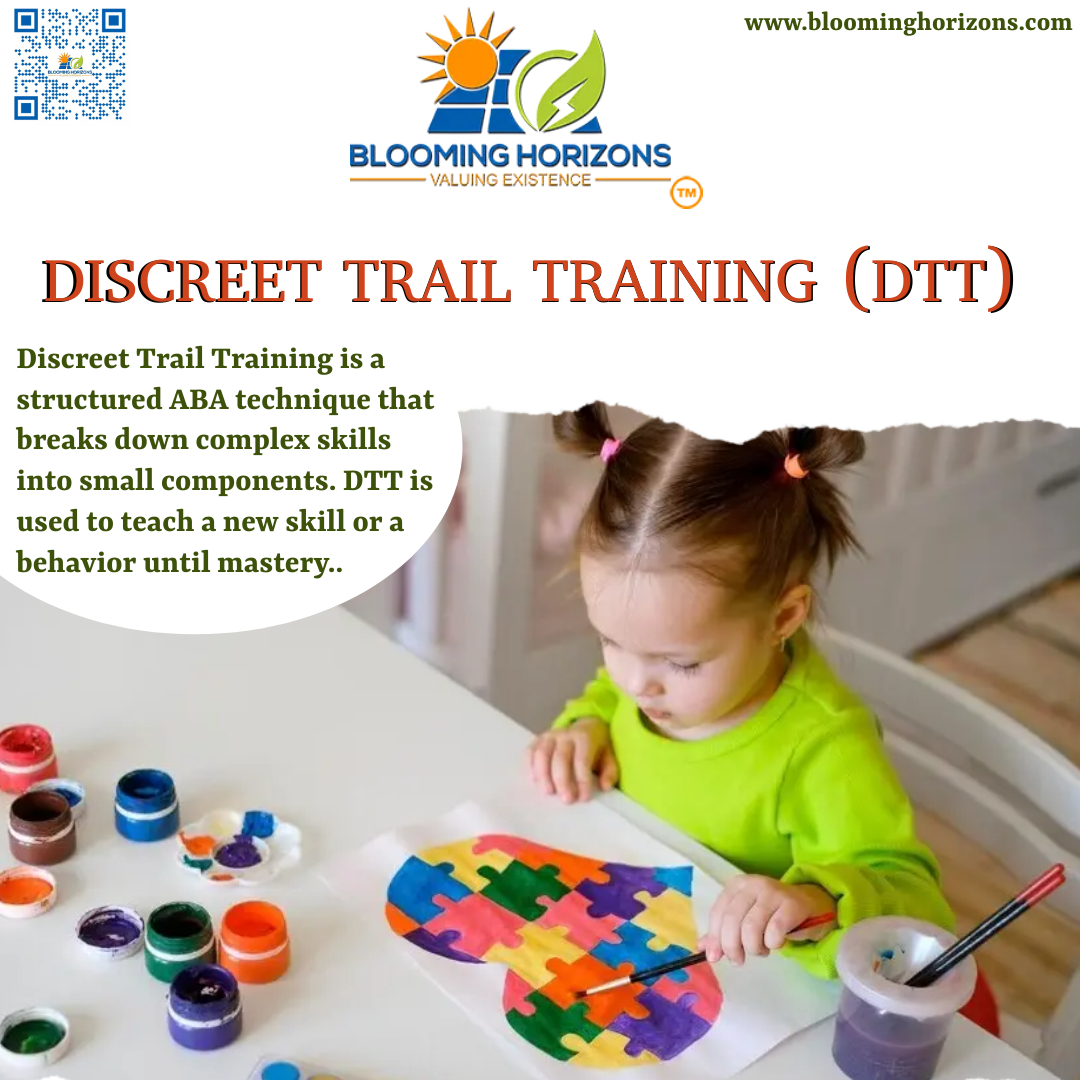 www.bloominghorizons.com
BLOOMING HORIZONS
BLOOMING HORIZONS
VALUING EXISTENCE
TM
DISCREET TRAIL TRAINING (DTT)
Discreet Trail Training is a
structured ABA technique that
breaks down complex skills
into small components. DTT is
used to teach a new skill or a
behavior until mastery..